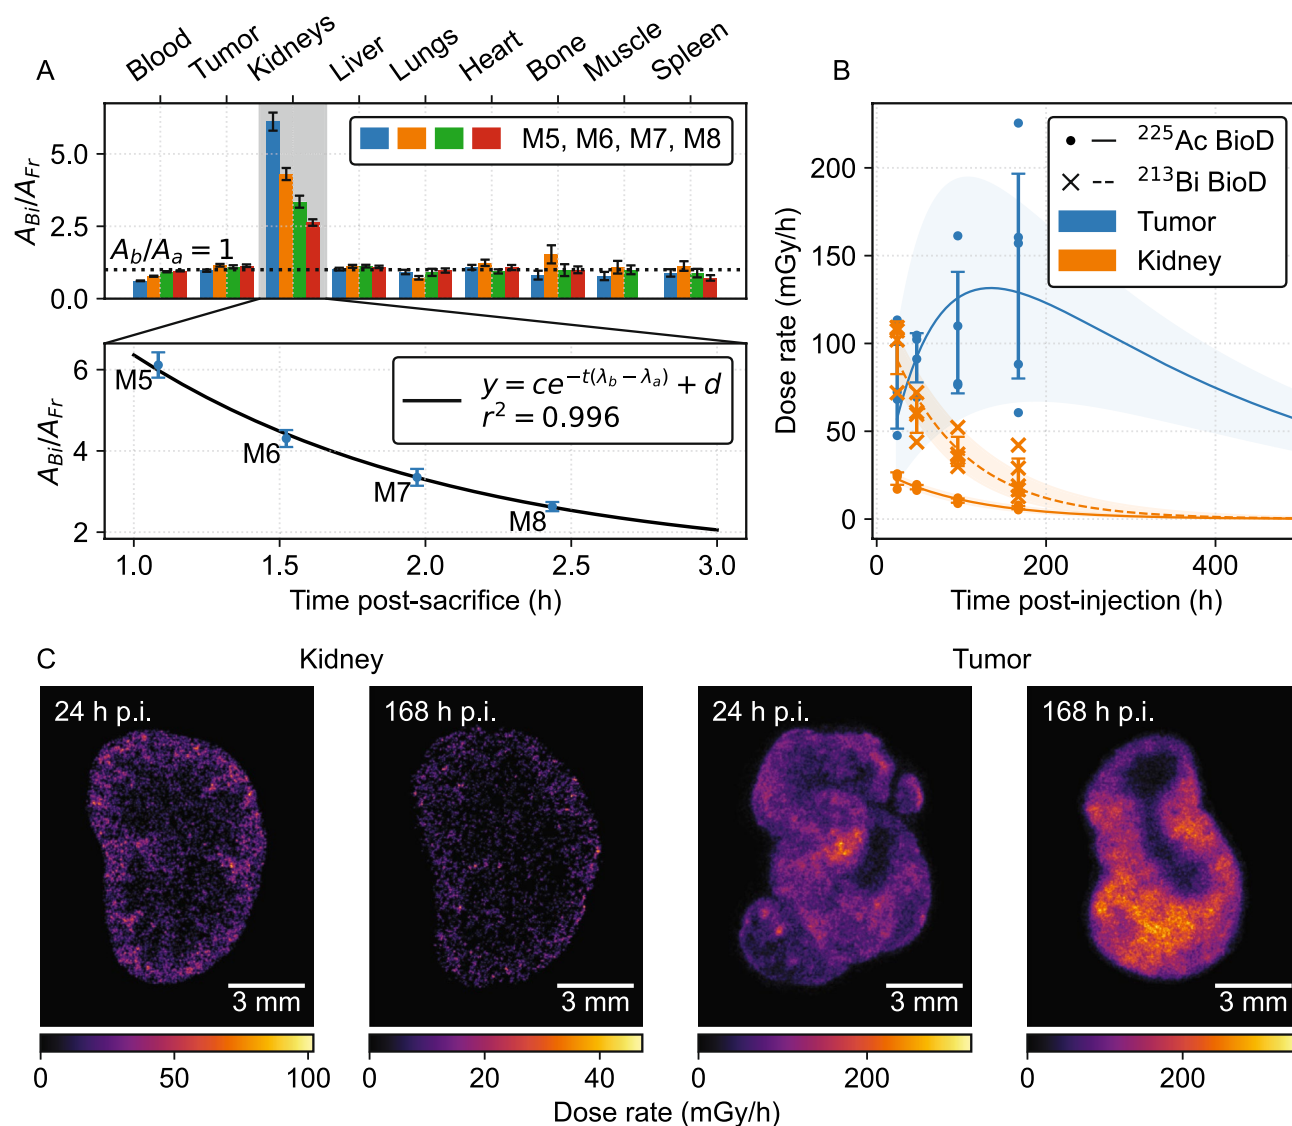 A
Blood
Tumor
Kidneys
Liver
Lungs
Heart
Bone
Muscle
Spleen
5.0
2.5
0.0
A_Bi/A_Fr
M5, M6, M7, M8
A_b/A_a = 1
6
4
2
A_Bi/A_Fr
M5
M6
M7
M8
y = ce^{-t(λ_b − λ_a)} + d
r² = 0.996
1.0 1.5 2.0 2.5 3.0
Time post-sacrifice (h)
B
200
150
100
50
0
Dose rate (mGy/h)
²²⁵Ac BioD
²¹³Bi BioD
Tumor
Kidney
0 200 400
Time post-injection (h)
C
Kidney
Tumor
24 h p.i.
168 h p.i.
24 h p.i.
168 h p.i.
3 mm
3 mm
3 mm
3 mm
0 50 100
0 20 40
0 200
0 200
Dose rate (mGy/h)